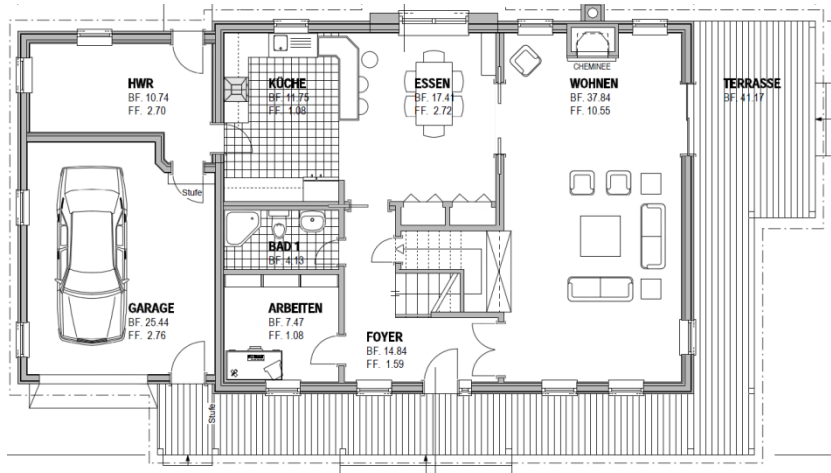 HWR
BF. 10.74
FF. 2.70
KÜCHE
BF. 11.75
FF. 1.08
ESSEN
BF. 17.41
FF. 2.72
CHEMINEE
WOHNEN
BF. 37.84
FF. 10.55
TERRASSE
BF. 41.17
Stufe
BAD 1
BF. 4.13
GARAGE
BF. 25.44
FF. 2.76
ARBEITEN
BF. 7.47
FF. 1.08
FOYER
BF. 14.84
FF. 1.59
Stufe